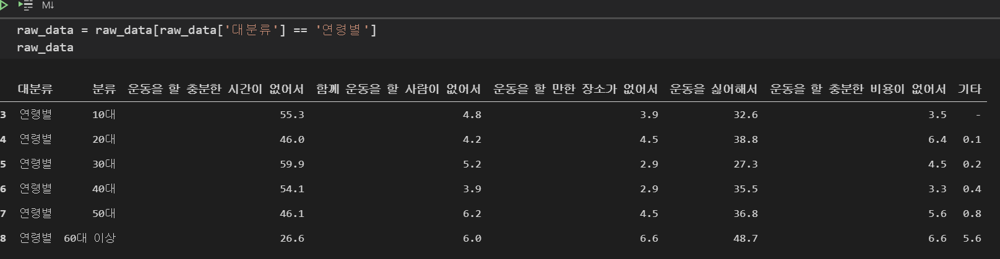 M↓
raw_data = raw_data[raw_data['대분류'] == '연령별']
raw_data
대분류 분류 운동을 할 충분한 시간이 없어서 함께 운동을 할 사람이 없어서 운동을 할 만한 장소가 없어서 운동을 싫어해서 운동을 할 충분한 비용이 없어서 기타
3 연령별 10대 55.3 4.8 3.9 32.6 3.5 -
4 연령별 20대 46.0 4.2 4.5 38.8 6.4 0.1
5 연령별 30대 59.9 5.2 2.9 27.3 4.5 0.2
6 연령별 40대 54.1 3.9 2.9 35.5 3.3 0.4
7 연령별 50대 46.1 6.2 4.5 36.8 5.6 0.8
8 연령별 60대 이상 26.6 6.0 6.6 48.7 6.6 5.6